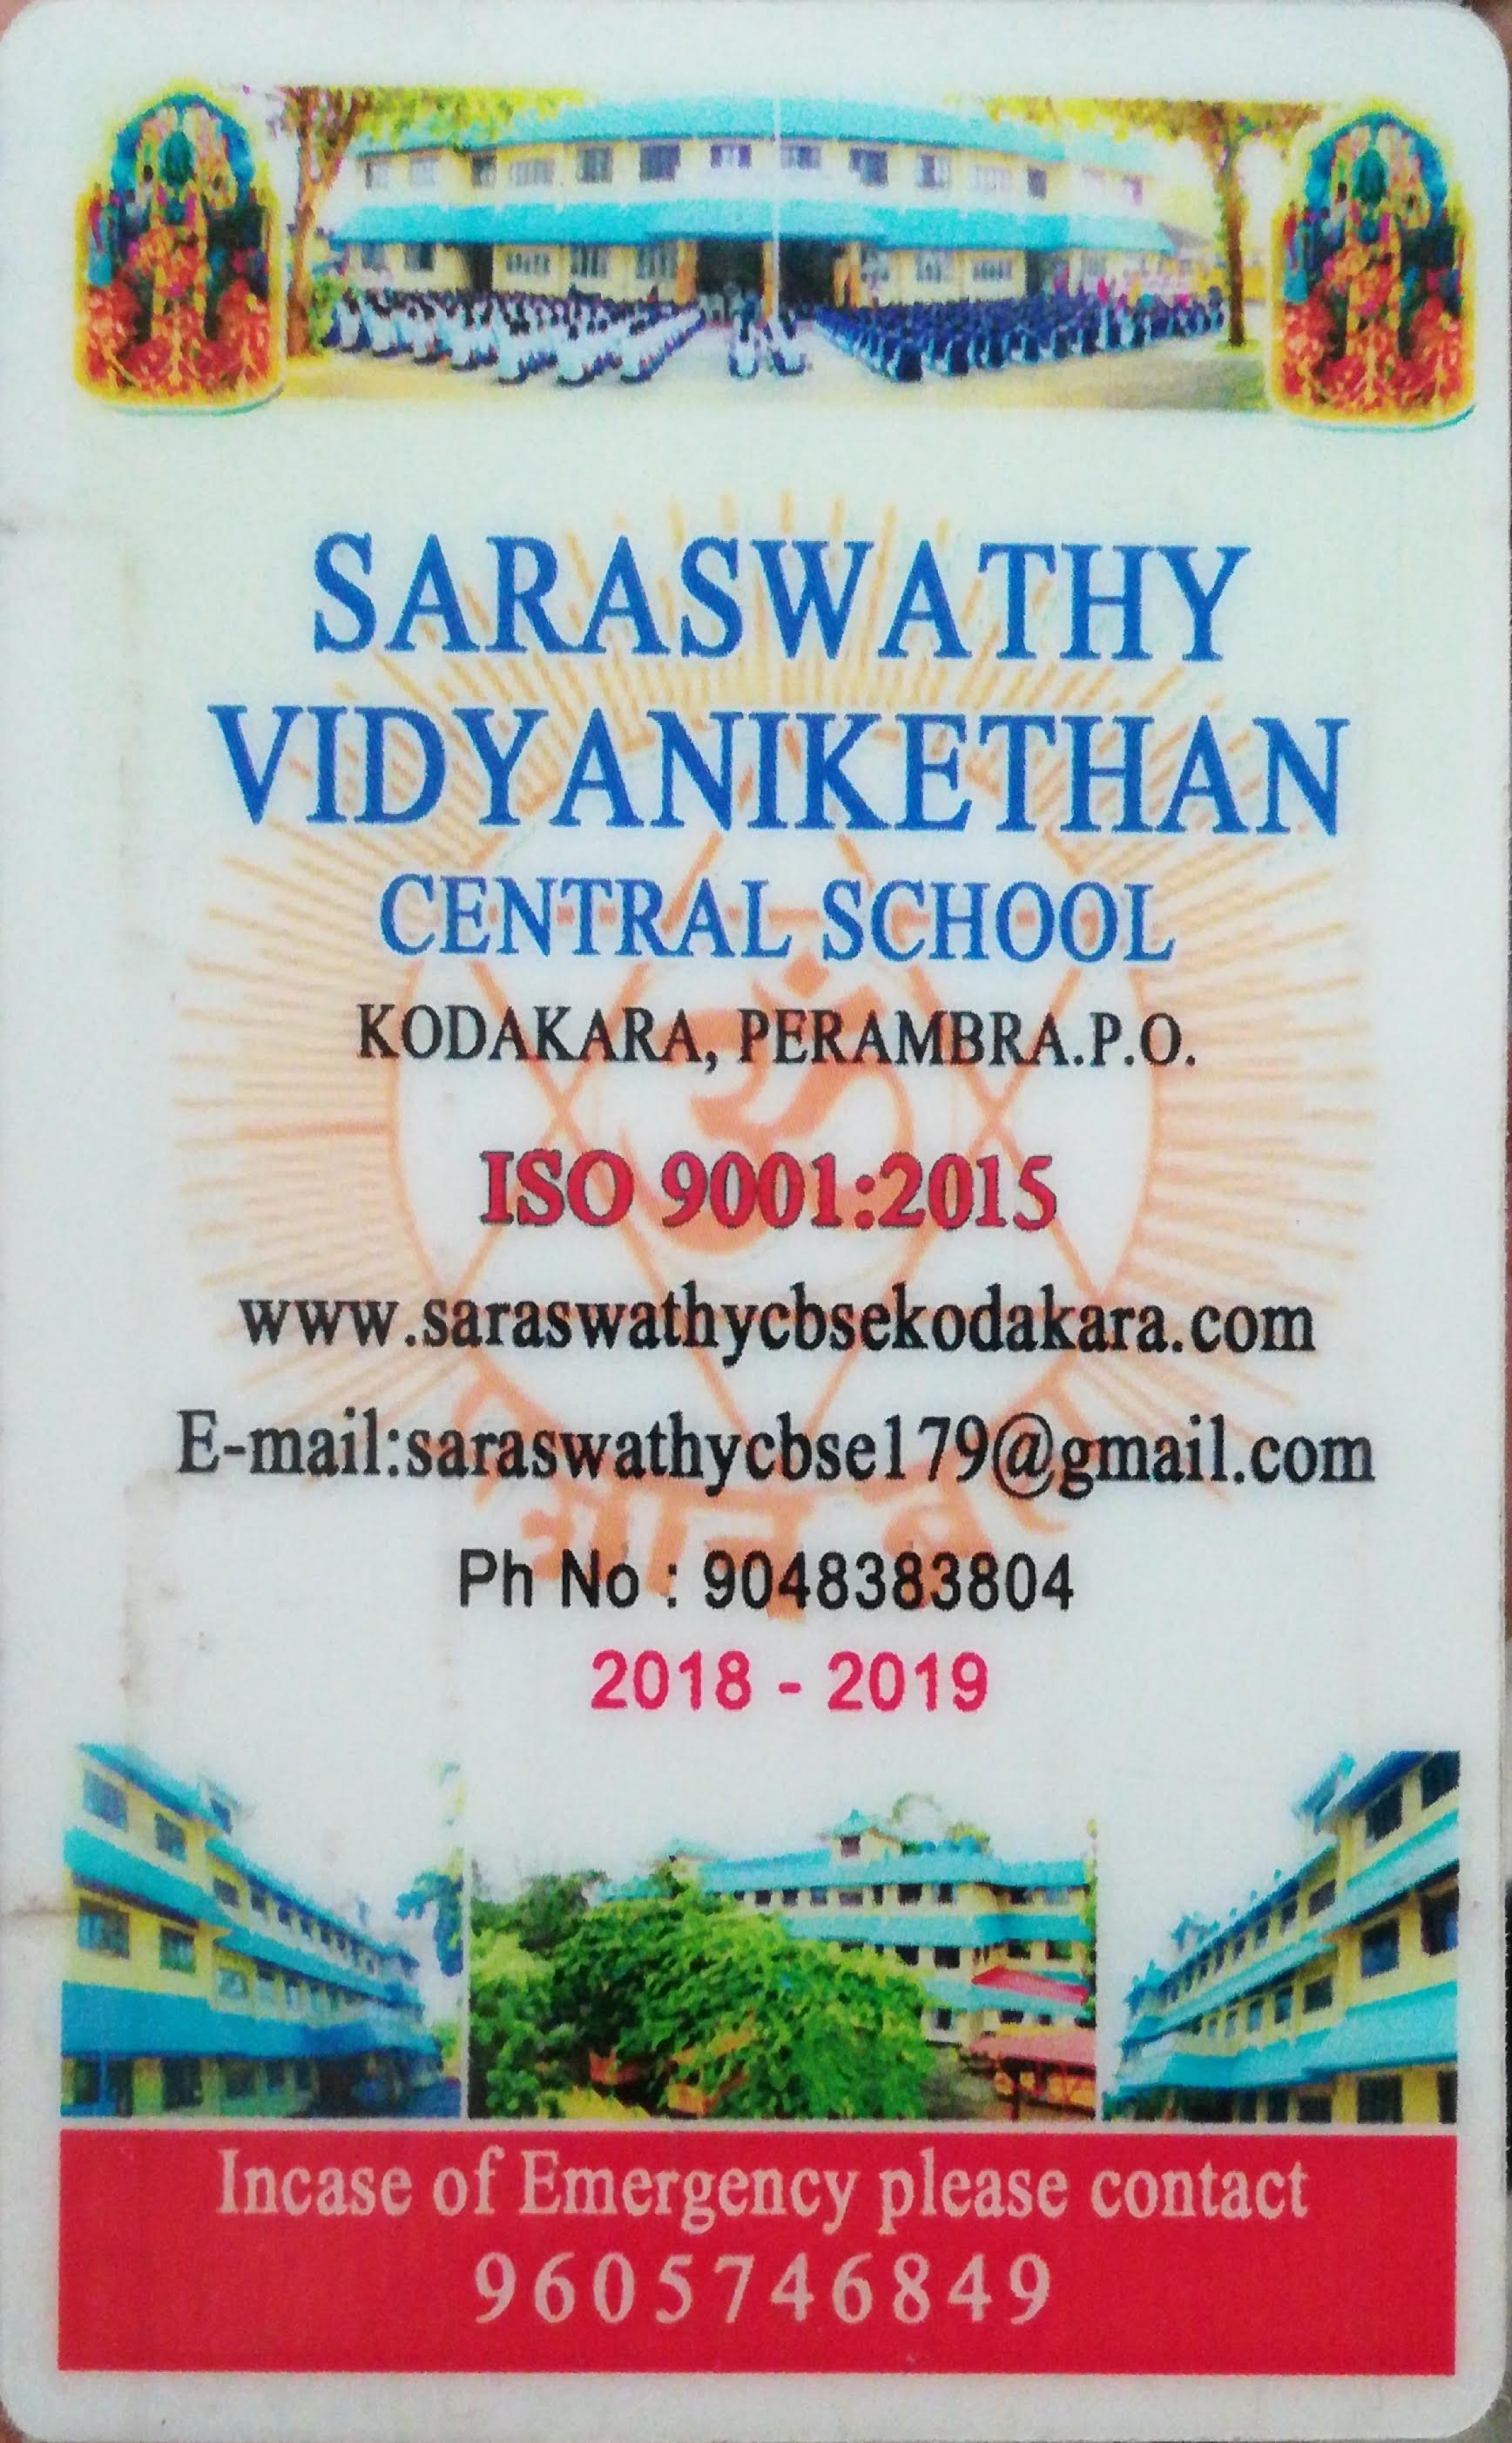 SARASWATHY
VIDYANIKETHAN
CENTRAL SCHOOL
KODAKARA, PERAMBRA.P.O.
ISO 9001:2015
www.saraswathycbsekodakara.com
E-mail:saraswathycbse179@gmail.com
Ph No : 9048383804
2018 - 2019
Incase of Emergency please contact
9605746849